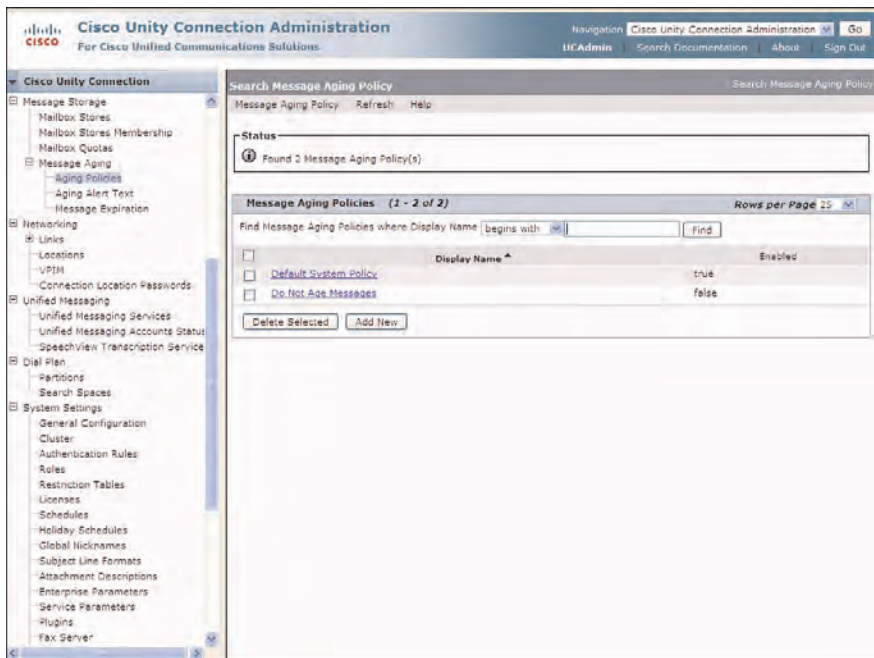 Cisco Unity Connection Administration
Navigation Cisco Unity Connection Administration Go
cisco
For Cisco Unified Communications Solutions
UCAdmin Search Documentation About Sign Out
Cisco Unity Connection
Message Storage
Mailbox Stores
Mailbox Stores Membership
Mailbox Quotas
Message Aging
Aging Policies
Aging Alert Text
Message Expiration
Networking
Links
Locations
VPIM
Connection Location Passwords
Unified Messaging
Unified Messaging Services
Unified Messaging Accounts Status
SpeechView Transcription Service
Dial Plan
Partitions
Search Spaces
System Settings
General Configuration
Cluster
Authentication Rules
Roles
Restriction Tables
Licenses
Schedules
Holiday Schedules
Global Nicknames
Subject Line Formats
Attachment Descriptions
Enterprise Parameters
Service Parameters
Plugins
Fax Server
Search Message Aging Policy
Search Message Aging Policy
Message Aging Policy Refresh Help
Status
Found 2 Message Aging Policy(s)
Message Aging Policies (1 - 2 of 2)
Rows per Page 25
Find Message Aging Policies where Display Name begins with Find
Display Name Enabled
Default System Policy true
Do Not Age Messages false
Delete Selected Add New